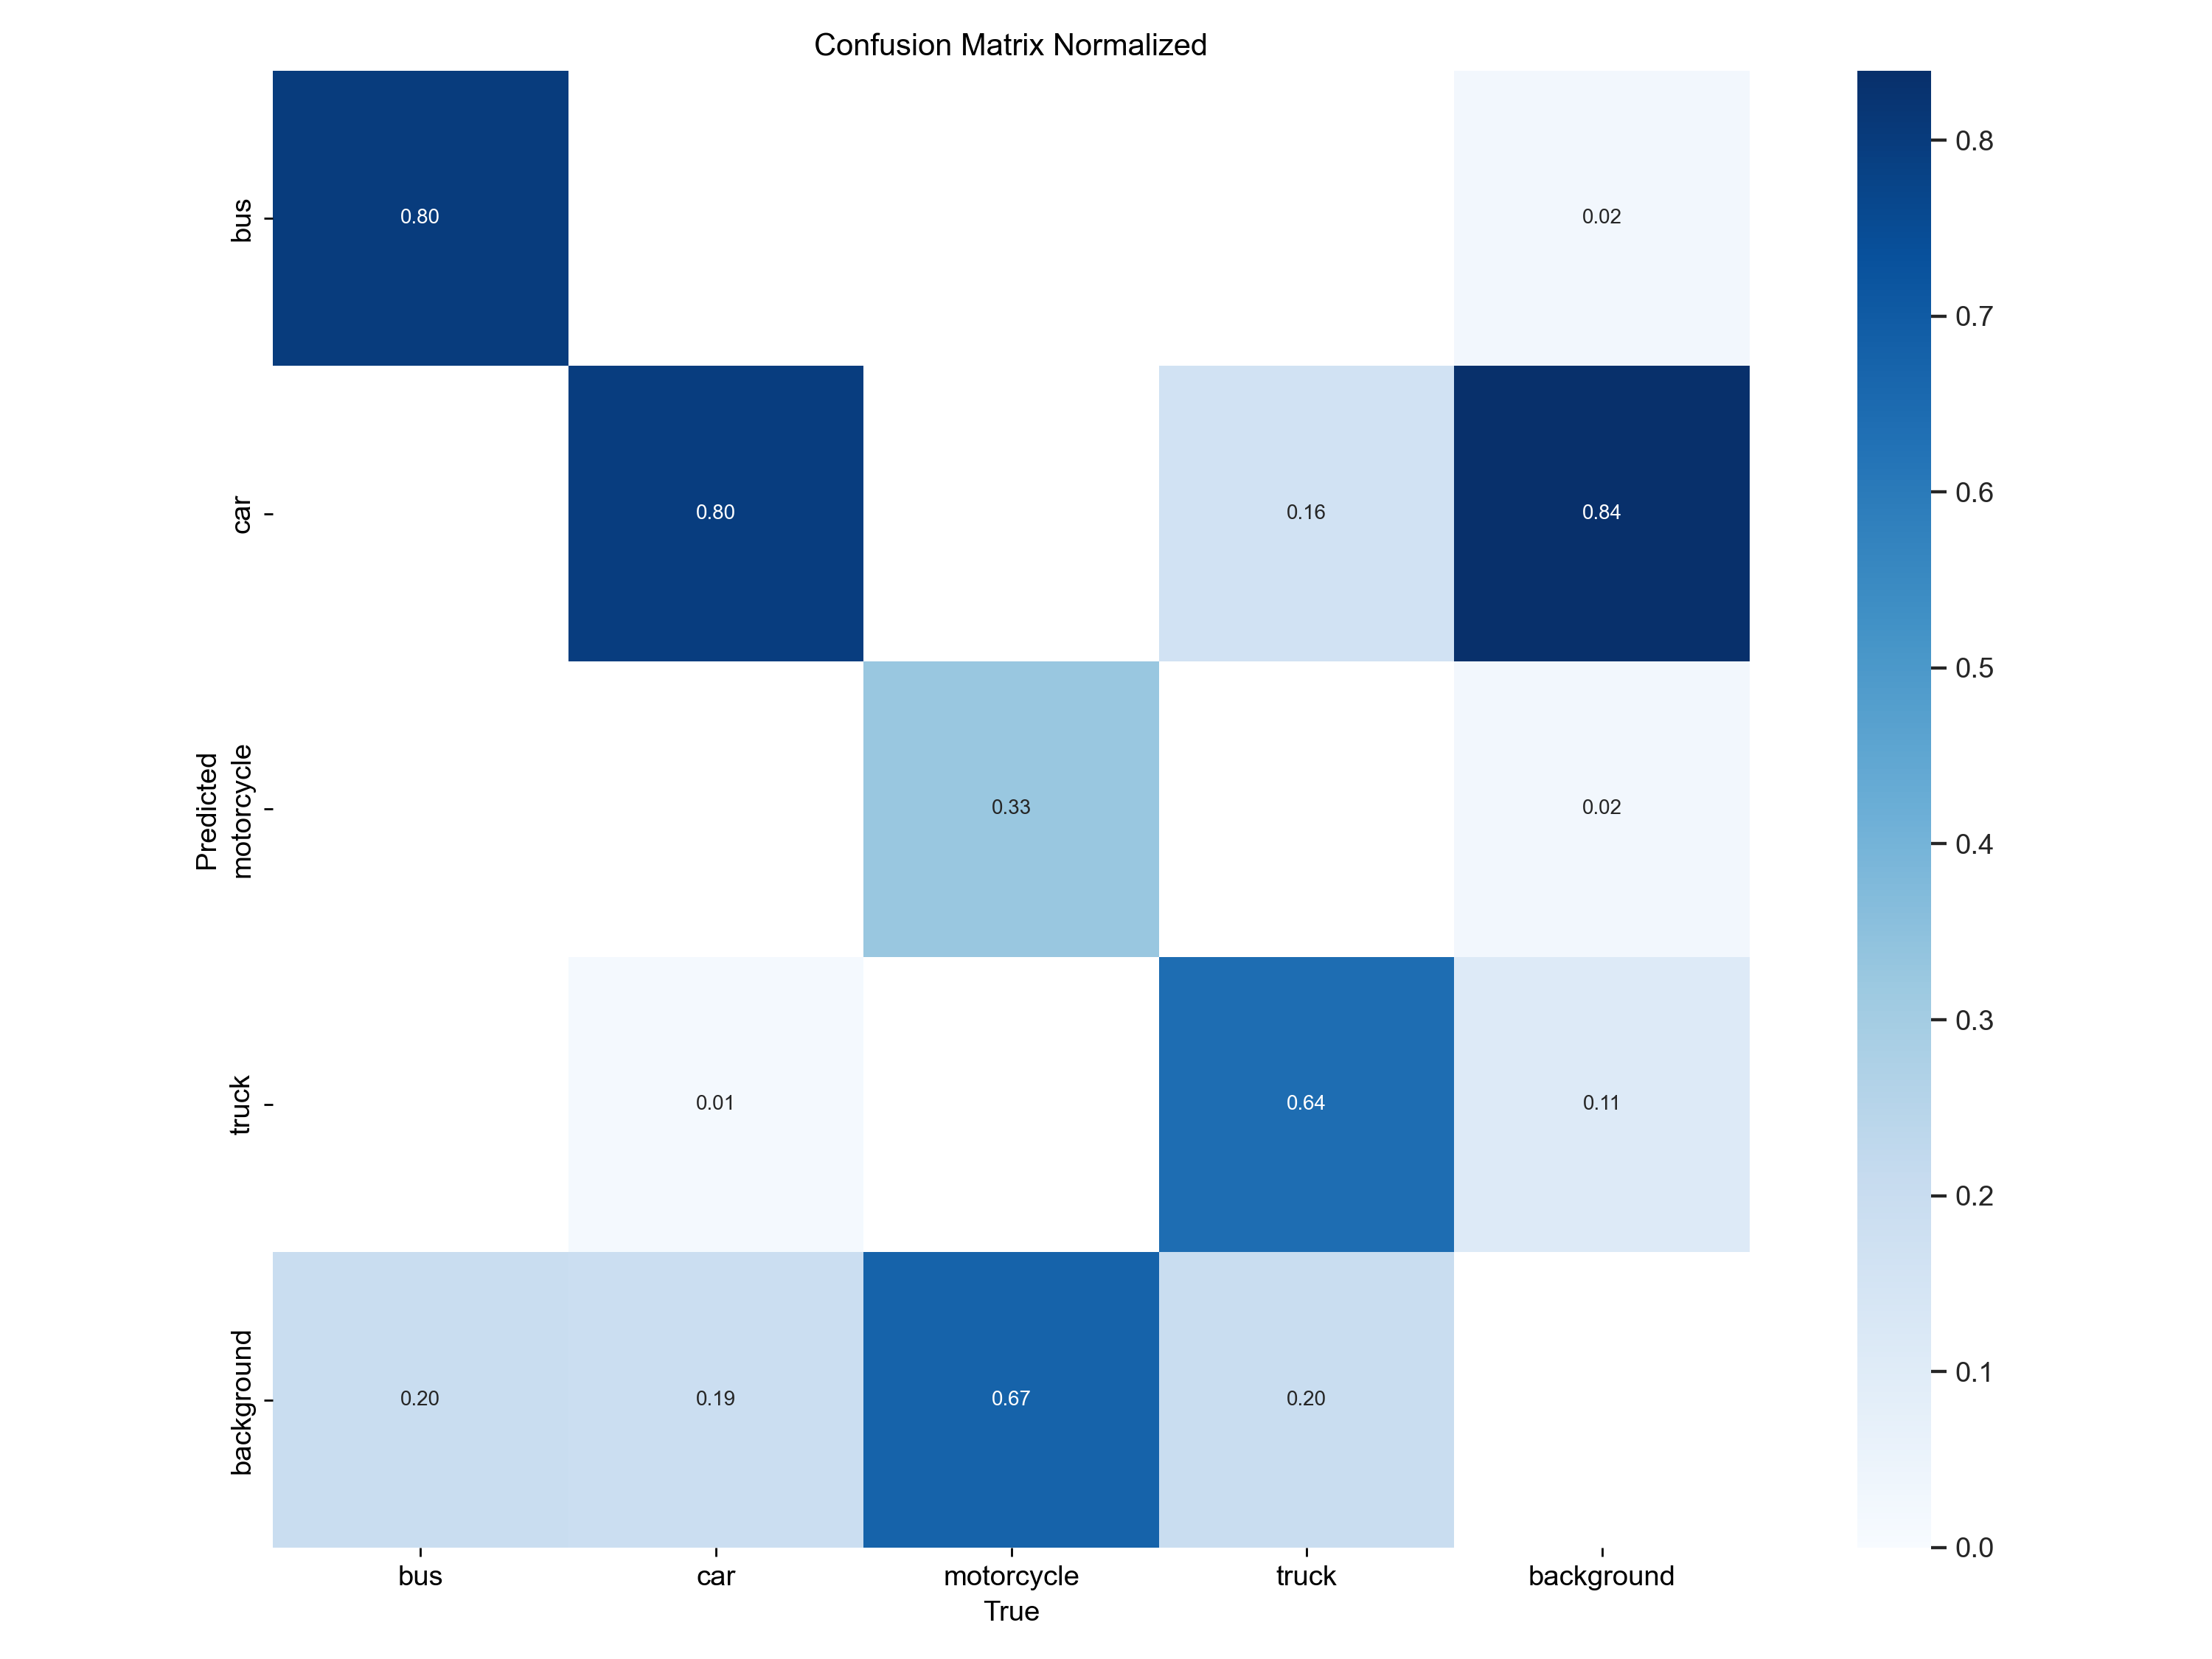 Confusion Matrix Normalized
bus
0.80
0.02
car
0.80
0.16
0.84
Predicted
motorcycle
0.33
0.02
truck
0.01
0.64
0.11
background
0.20
0.19
0.67
0.20
bus
car
motorcycle
truck
background
True
0.8
0.7
0.6
0.5
0.4
0.3
0.2
0.1
0.0